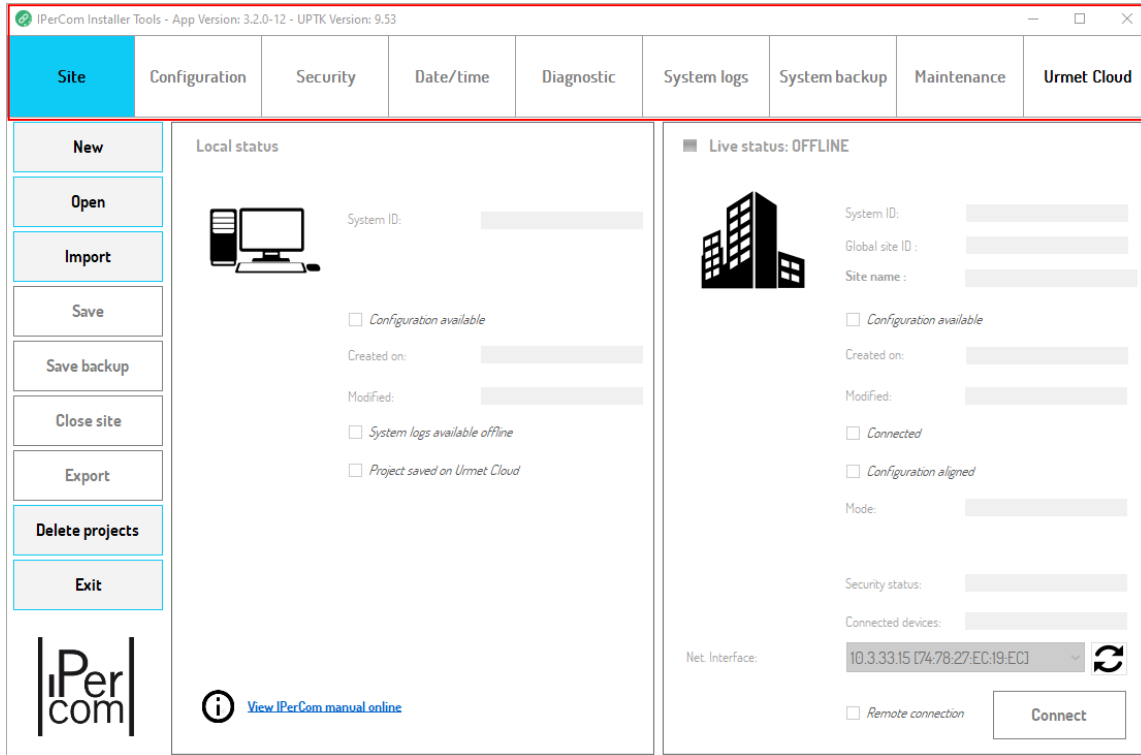 IPerCom Installer Tools - App Version: 3.2.0-12 - UPTK Version: 9.53
Site
Configuration
Security
Date/time
Diagnostic
System logs
System backup
Maintenance
Urmet Cloud
New
Open
Import
Save
Save backup
Close site
Export
Delete projects
Exit
IPer
com
Local status
System ID:
Configuration available
Created on:
Modified:
System logs available offline
Project saved on Urmet Cloud
View IPerCom manual online
Live status: OFFLINE
System ID:
Global site ID :
Site name :
Configuration available
Created on:
Modified:
Connected
Configuration aligned
Mode:
Security status:
Connected devices:
Net. Interface:
10.3.33.15 [74:78:27:EC:19:EC]
Remote connection
Connect